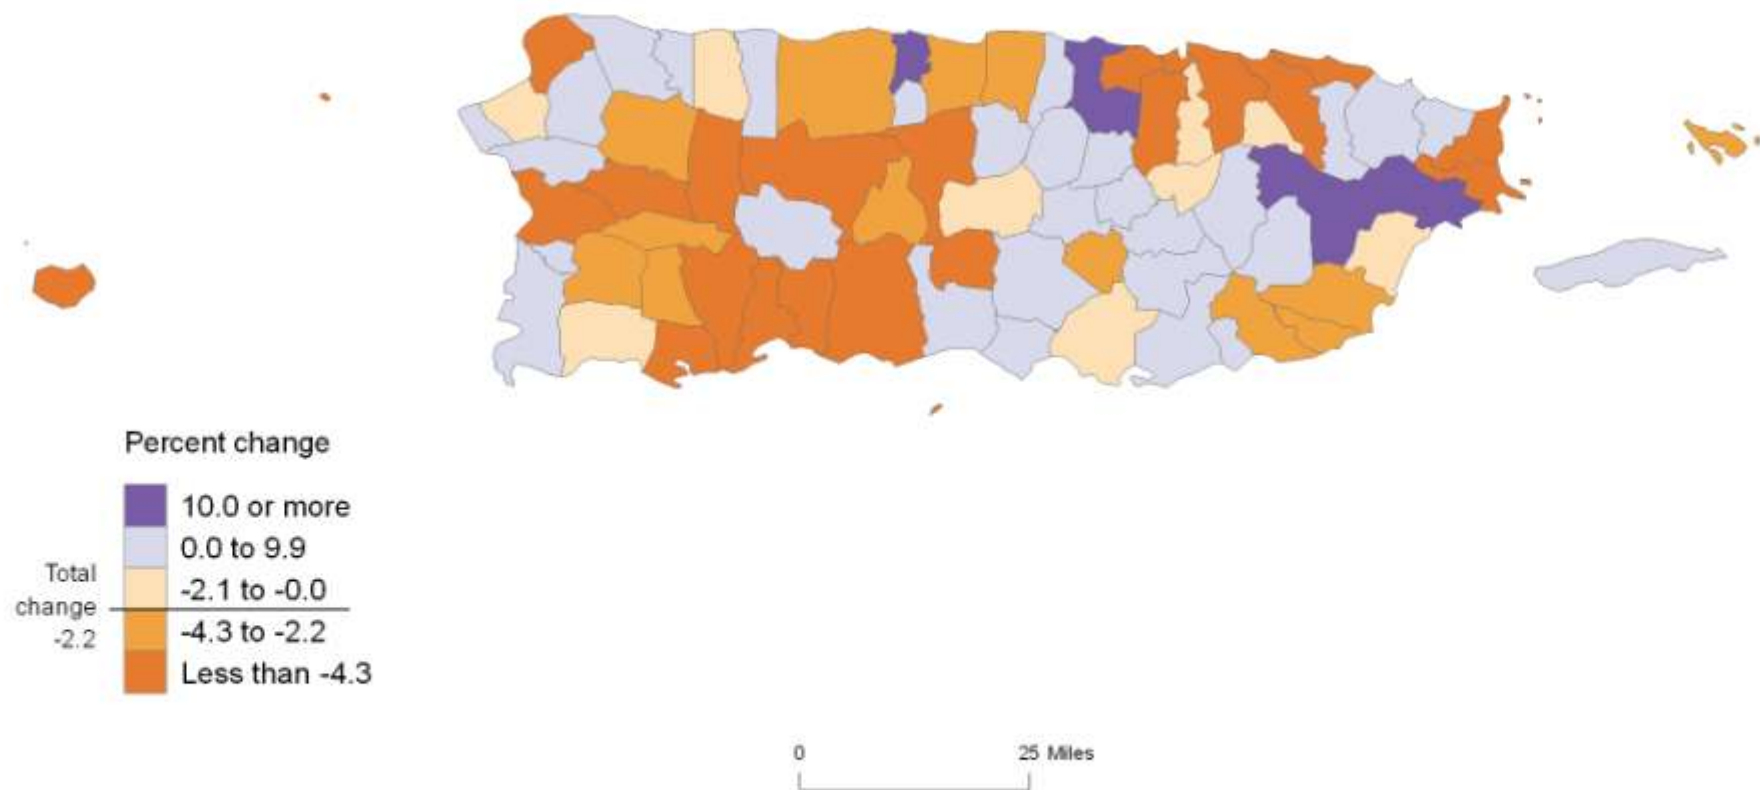 Percent change
10.0 or more
0.0 to 9.9
-2.1 to -0.0
-4.3 to -2.2
Less than -4.3
Total
change
-2.2
0
25 Miles